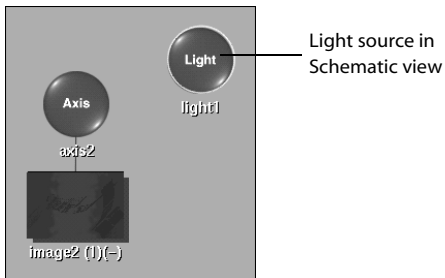 Light
light1
Light source in
Schematic view
Axis
axis2
image2 (1)(-)